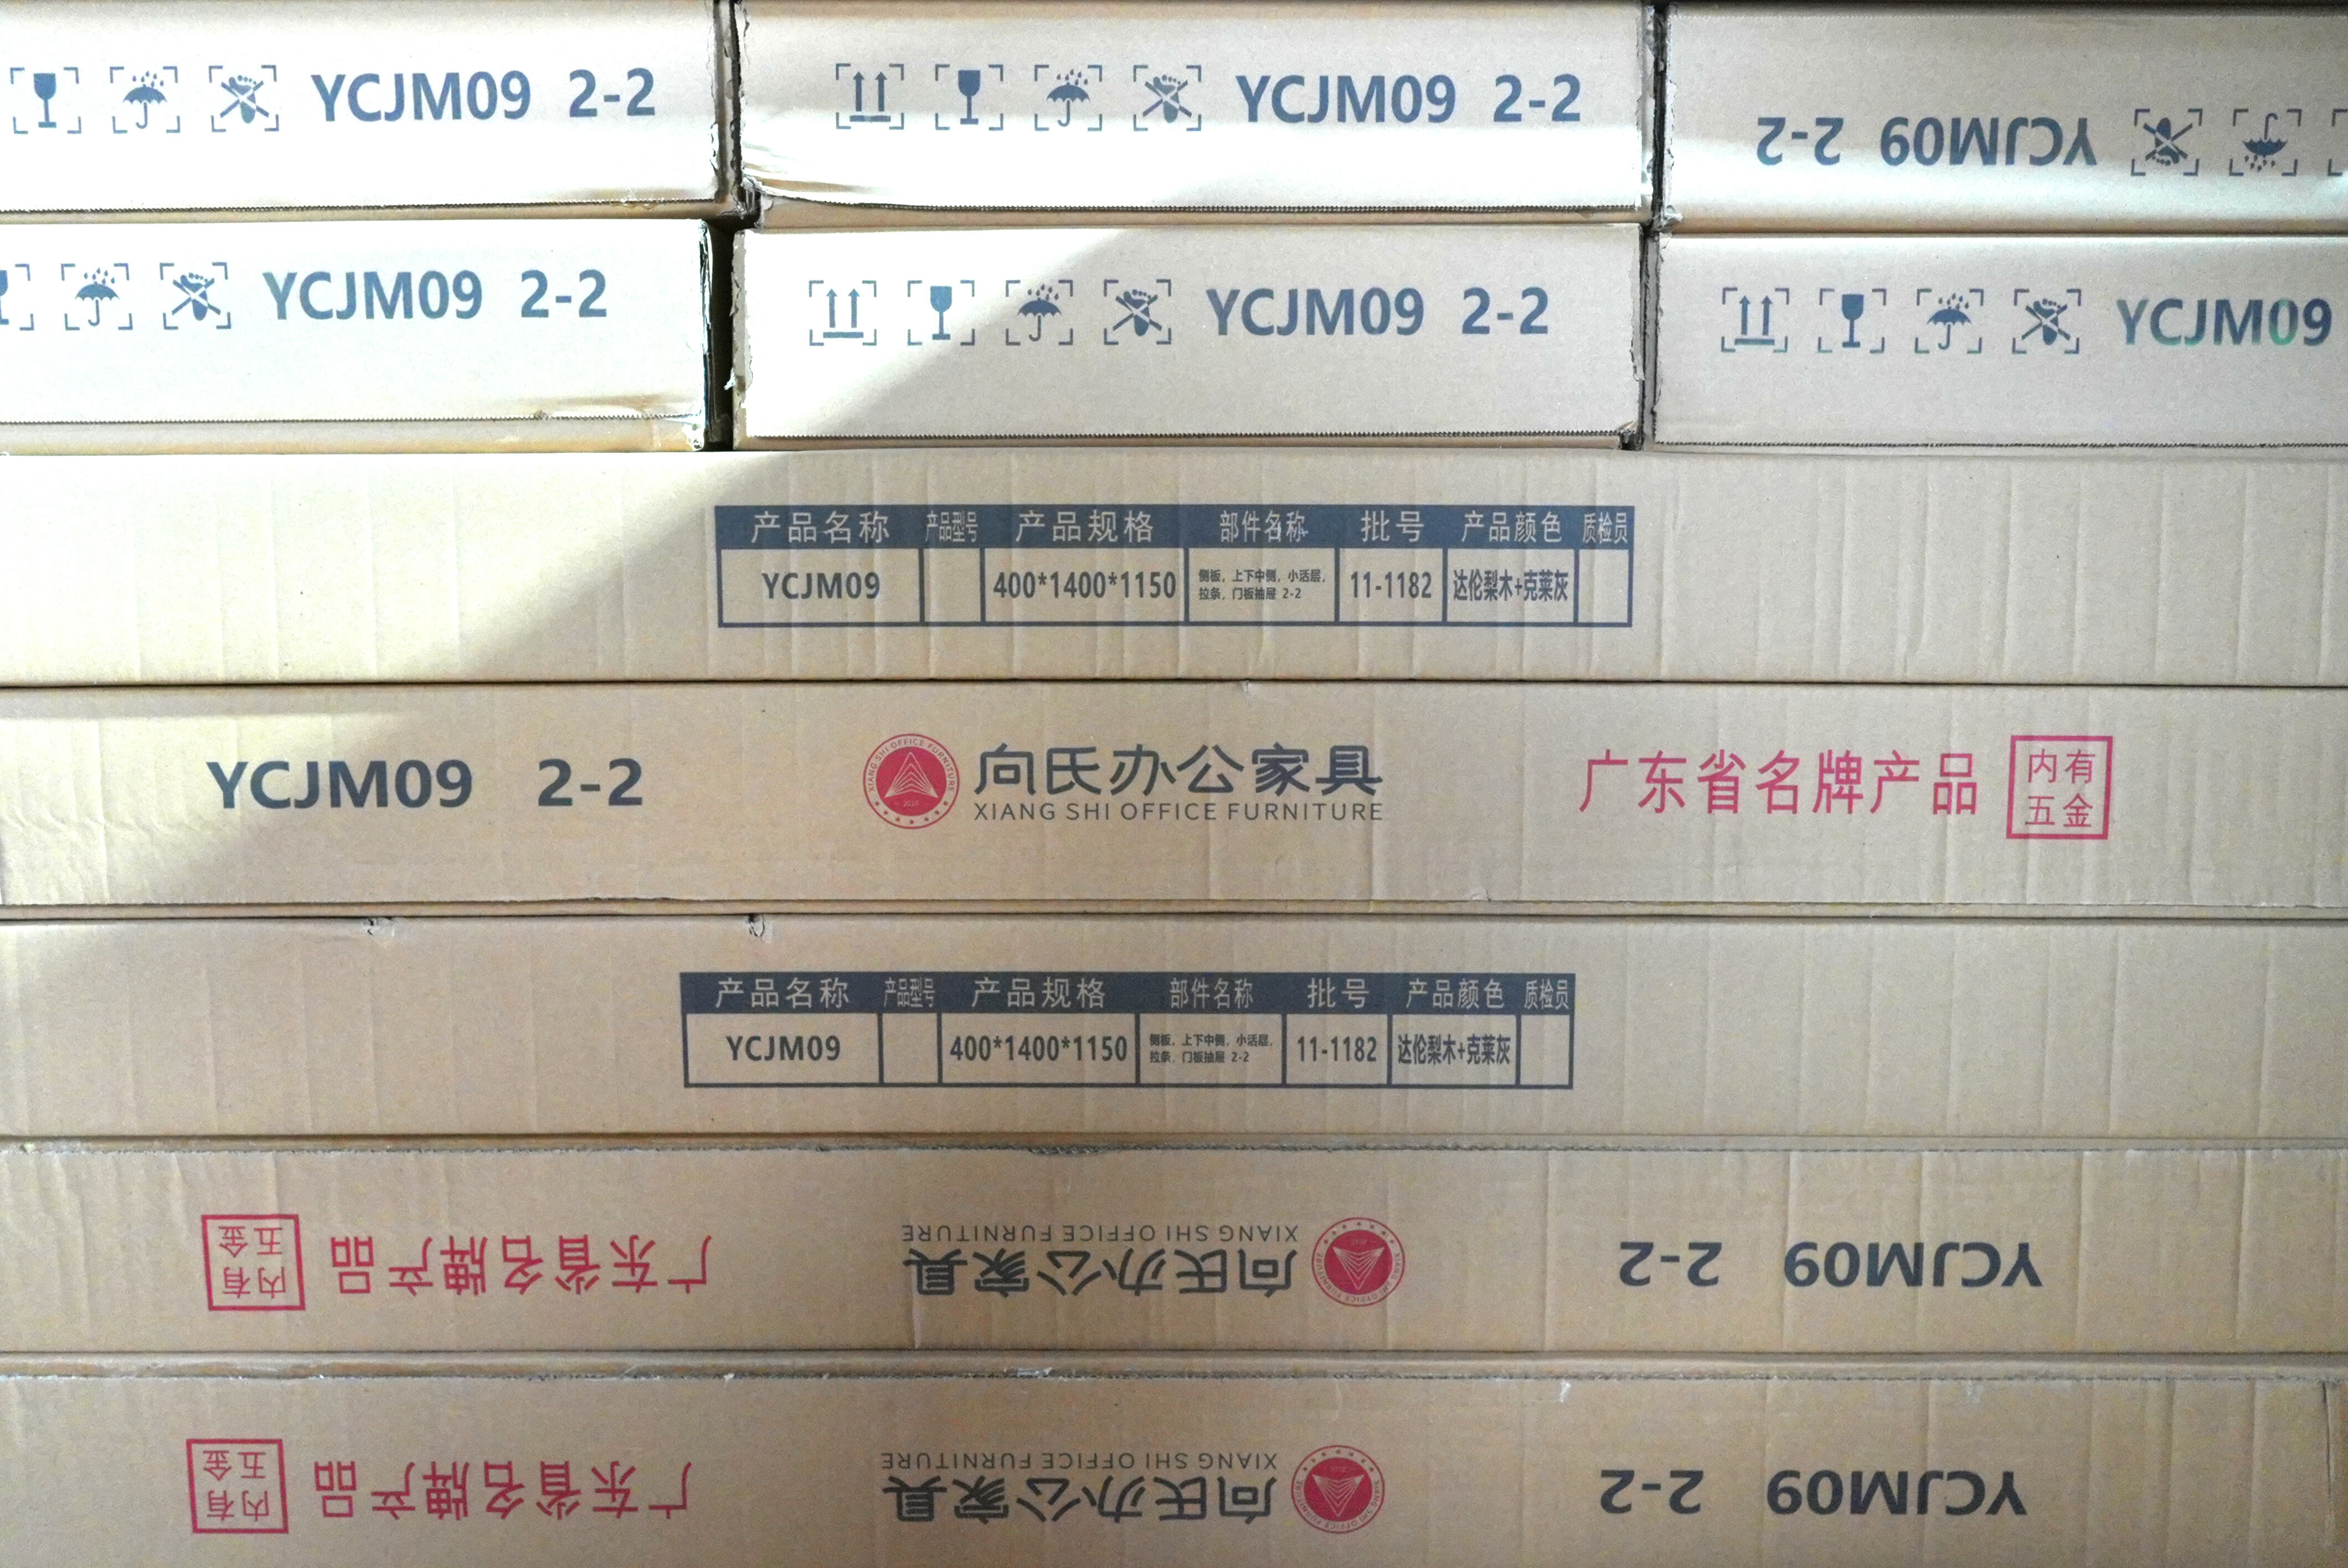 YCJM09 2-2
YCJM09 2-2
YCJM09 2-2
YCJM09 2-2
YCJM09 2-2
YCJM09
产品名称 产品型号 产品规格 部件名称 批号 产品颜色 质检员
YCJM09 400*1400*1150 侧板，上下中侧，小活层，拉条，门板抽屉 2-2 11-1182 达伦梨木+克莱灰
YCJM09 2-2
向氏办公家具
XIANG SHI OFFICE FURNITURE
广东省名牌产品
内有
五金
产品名称 产品型号 产品规格 部件名称 批号 产品颜色 质检员
YCJM09 400*1400*1150 侧板，上下中侧，小活层，拉条，门板抽屉 2-2 11-1182 达伦梨木+克莱灰
YCJM09 2-2
向氏办公家具
XIANG SHI OFFICE FURNITURE
广东省名牌产品
内有
五金
YCJM09 2-2
向氏办公家具
XIANG SHI OFFICE FURNITURE
广东省名牌产品
内有
五金